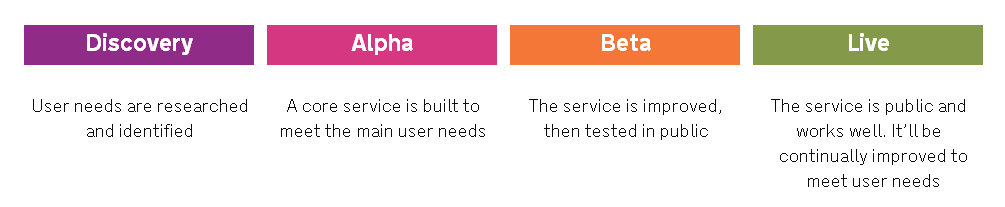 Discovery
User needs are researched
and identified
Alpha
A core service is built to
meet the main user needs
Beta
The service is improved,
then tested in public
Live
The service is public and
works well. It'll be
continually improved to
meet user needs